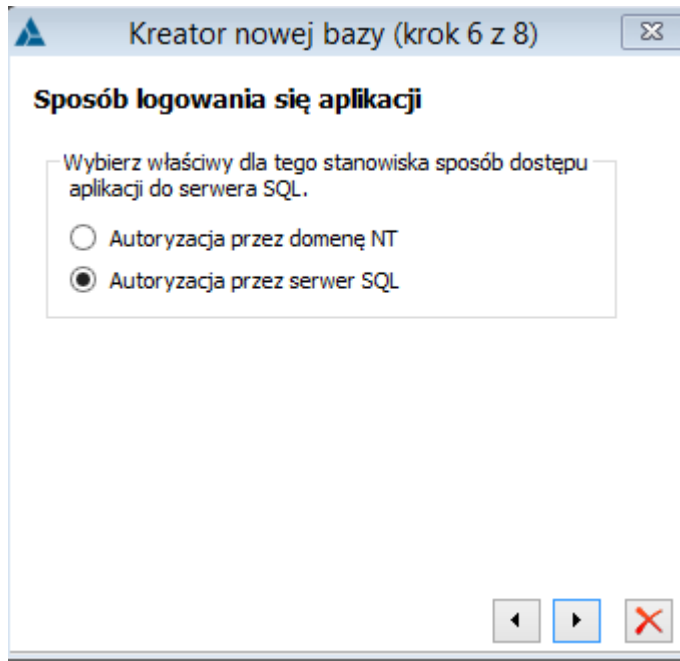 Kreator nowej bazy (krok 6 z 8)
Sposób logowania się aplikacji
Wybierz właściwy dla tego stanowiska sposób dostępu
aplikacji do serwera SQL.
Autoryzacja przez domenę NT
Autoryzacja przez serwer SQL